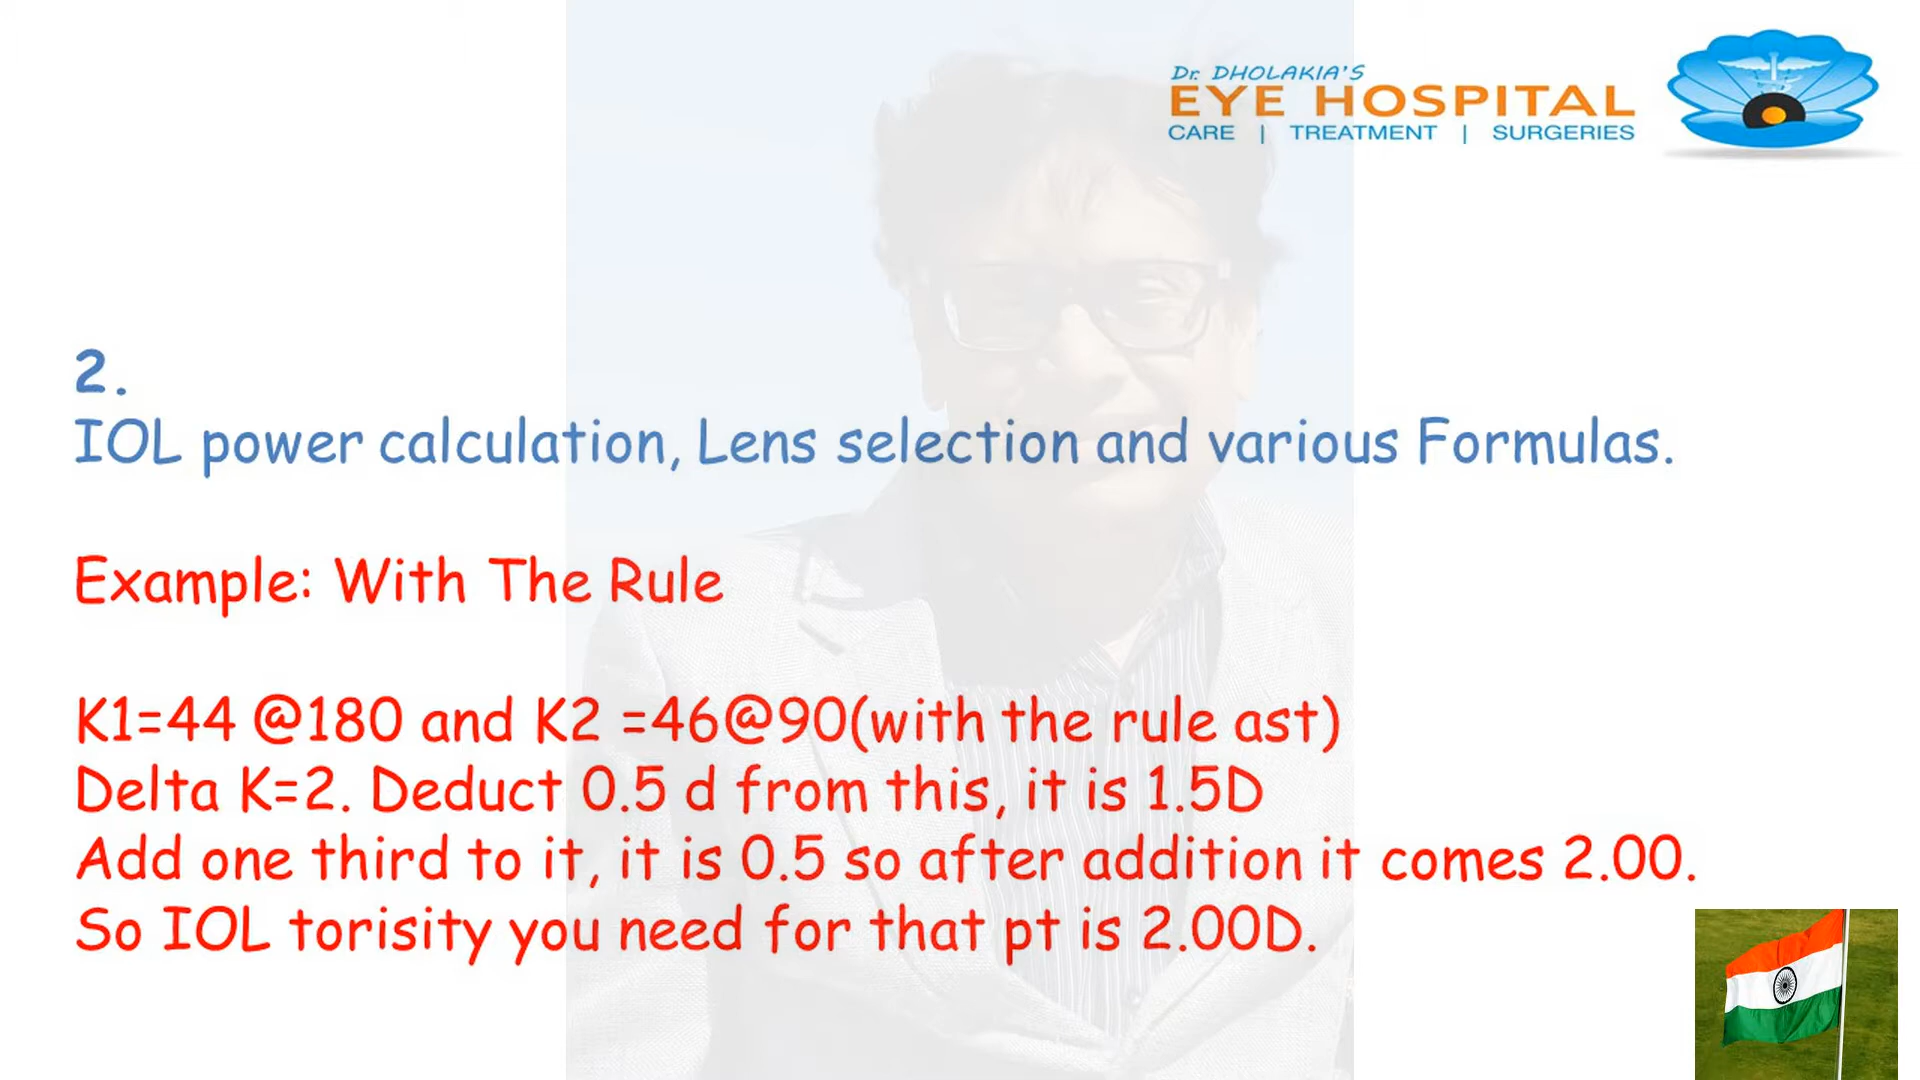 Dr. DHOLAKIA'S
EYE HOSPITAL
CARE | TREATMENT | SURGERIES
2.
IOL power calculation, Lens selection and various Formulas.
Example: With The Rule
K1=44 @180 and K2 =46@90(with the rule ast)
Delta K=2. Deduct 0.5 d from this, it is 1.5D
Add one third to it, it is 0.5 so after addition it comes 2.00.
So IOL torisity you need for that pt is 2.00D.